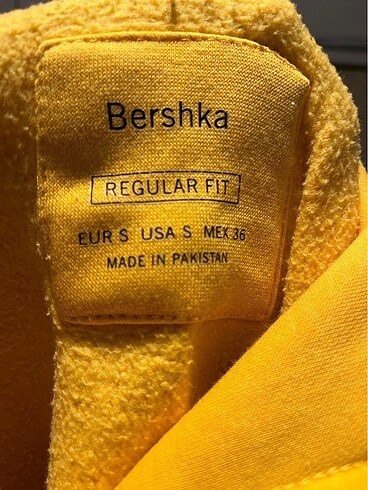 Bershka
REGULAR FIT
EUR S USA S MEX 36
MADE IN PAKISTAN